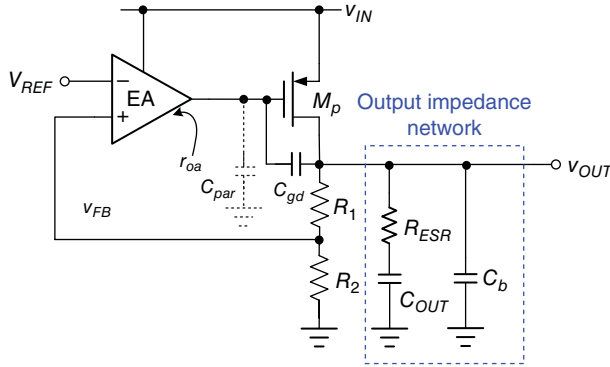 v_IN
V_REF
−
EA
+
M_p
Output impedance
network
r_oa
C_par
C_gd
v_OUT
v_FB
R_1
R_ESR
R_2
C_OUT
C_b